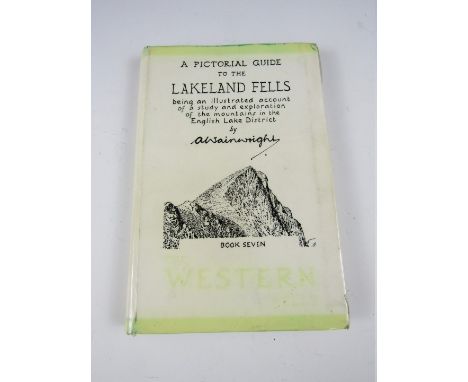 A PICTORIAL GUIDE
TO THE
LAKELAND FELLS
being an illustrated account
of a study and exploration
of the mountains in the
English Lake District
by
AWainwright
BOOK SEVEN
WESTERN